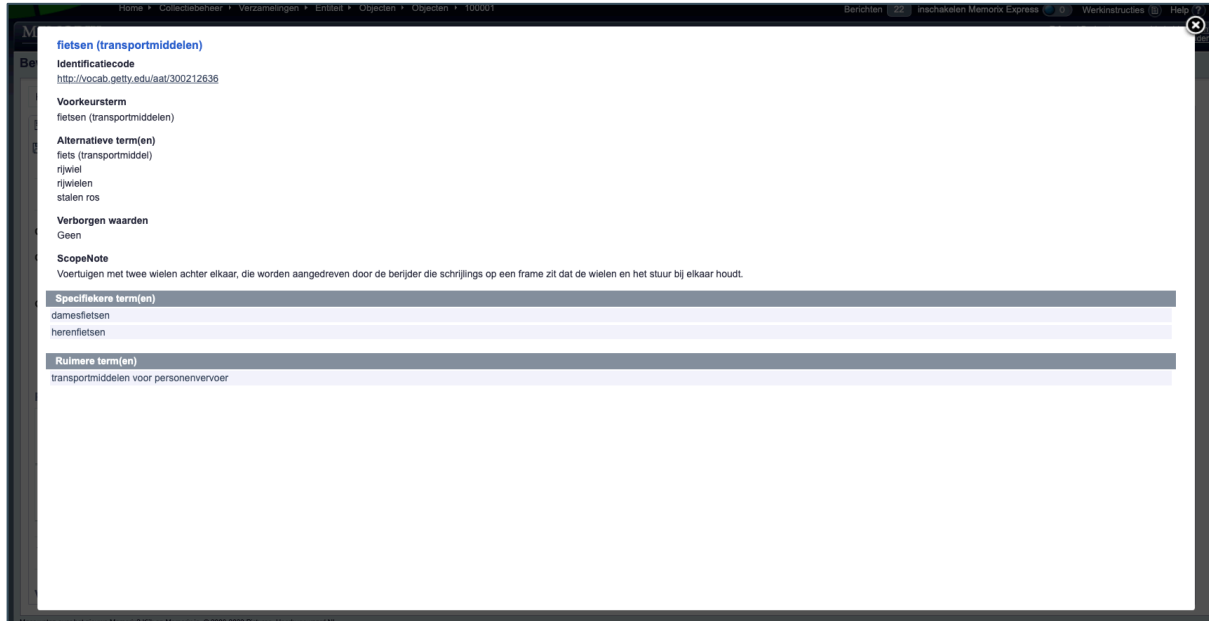 Home ▸ Collectiebeheer ▸ Verzamelingen ▸ Entiteit ▸ Objecten ▸ Objecten ▸ 100001
Berichten 22 inschakelen Memorix Express 0 Werkinstructies Help ?
fietsen (transportmiddelen)
Identificatiecode
http://vocab.getty.edu/aat/300212636
Voorkeursterm
fietsen (transportmiddelen)
Alternatieve term(en)
fiets (transportmiddel)
rijwiel
rijwielen
stalen ros
Verborgen waarden
Geen
ScopeNote
Voertuigen met twee wielen achter elkaar, die worden aangedreven door de berijder die schrijlings op een frame zit dat de wielen en het stuur bij elkaar houdt.
Specifiekere term(en)
damesfietsen
herenfietsen
Ruimere term(en)
transportmiddelen voor personenvervoer